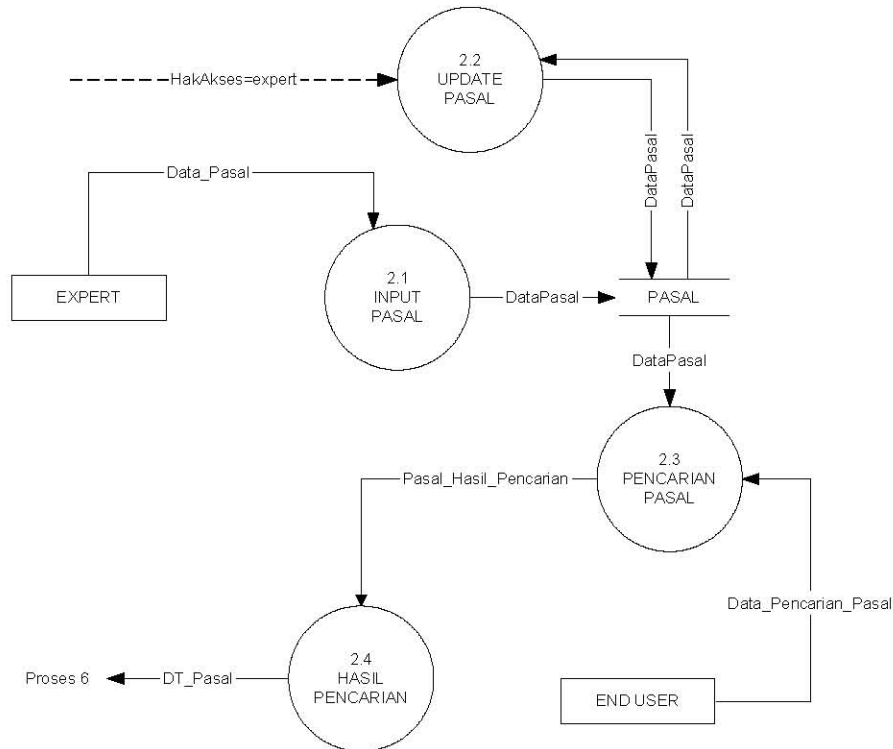 2.2
UPDATE
PASAL
HakAkses=expert
DataPasal
DataPasal
Data_Pasal
EXPERT
2.1
INPUT
PASAL
DataPasal
PASAL
DataPasal
2.3
PENCARIAN
PASAL
Pasal_Hasil_Pencarian
Data_Pencarian_Pasal
2.4
HASIL
PENCARIAN
DT_Pasal
Proses 6
END USER